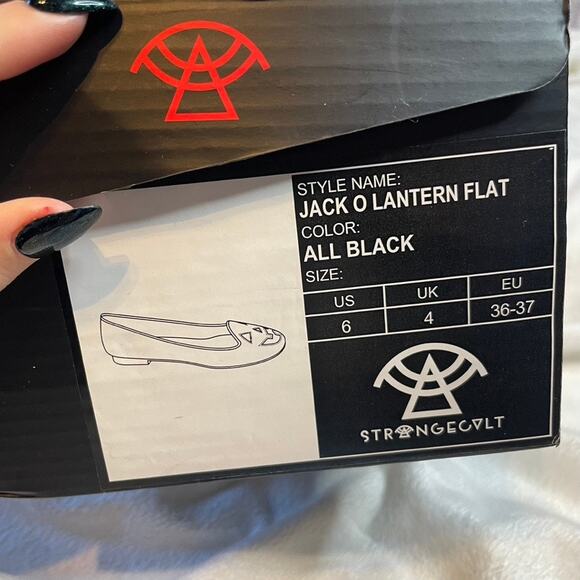 STYLE NAME:
JACK O LANTERN FLAT
COLOR:
ALL BLACK
SIZE:
US UK EU
6 4 36-37
STRANGECVLT